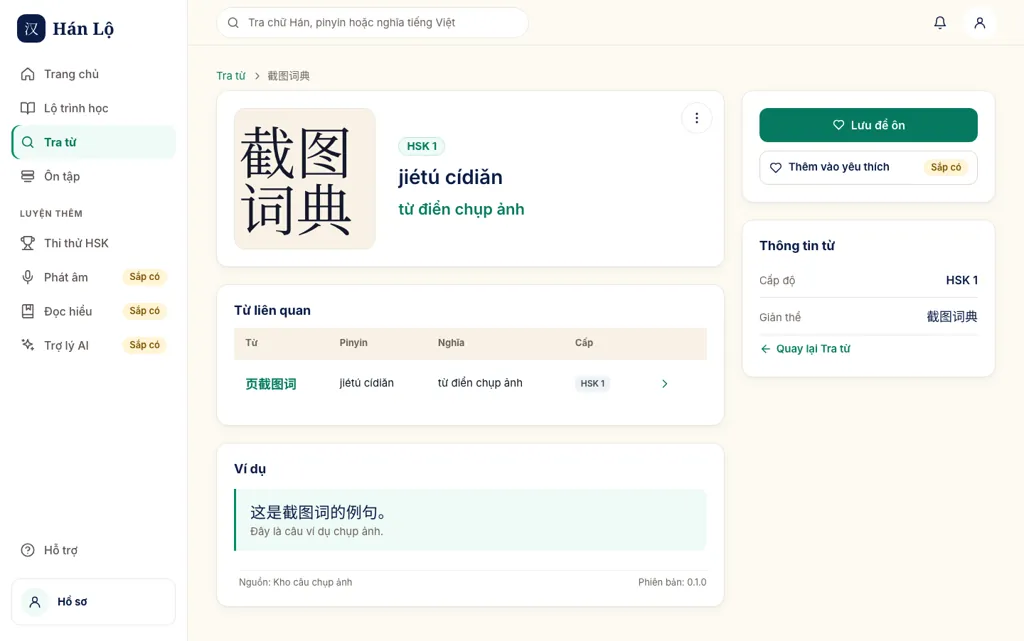 汉 Hán Lộ
Tra chữ Hán, pinyin hoặc nghĩa tiếng Việt
Trang chủ
Lộ trình học
Tra từ
Ôn tập
LUYỆN THÊM
Thi thử HSK
Phát âm Sắp có
Đọc hiểu Sắp có
Trợ lý AI Sắp có
Hỗ trợ
Hồ sơ
Tra từ > 截图词典
截图
词典
HSK 1
jiétú cídiǎn
từ điển chụp ảnh
Từ liên quan
Từ Pinyin Nghĩa Cấp
页截图词 jiétú cídiǎn từ điển chụp ảnh HSK 1
Ví dụ
这是截图词的例句。
Đây là câu ví dụ chụp ảnh.
Nguồn: Kho câu chụp ảnh Phiên bản: 0.1.0
Lưu để ôn
Thêm vào yêu thích Sắp có
Thông tin từ
Cấp độ HSK 1
Giản thể 截图词典
← Quay lại Tra từ